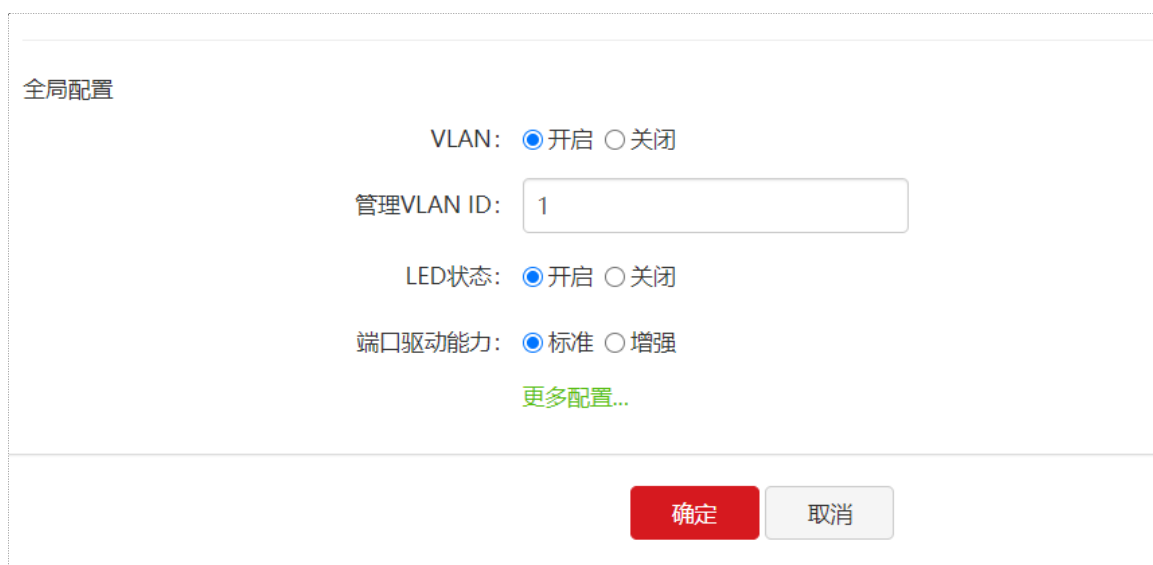 全局配置
VLAN： 开启 关闭
管理VLAN ID： 1
LED状态： 开启 关闭
端口驱动能力： 标准 增强
更多配置...
确定 取消